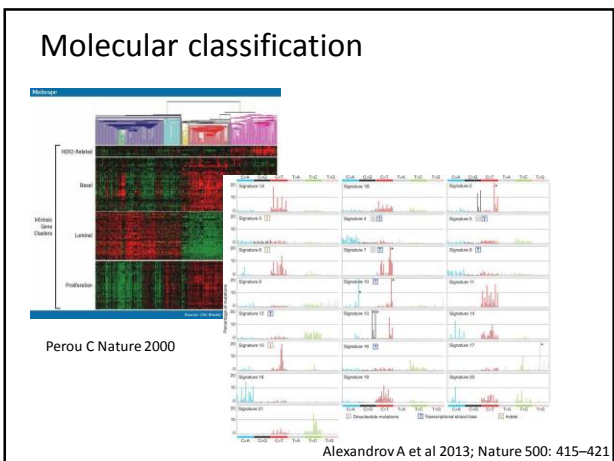 Molecular classification
Medscape
HER2-Related
Basal
Intrinsic
Gene
Clusters
Luminal
Proliferation
Perou C Nature 2000
C>A C>G C>T T>A T>C T>G C>A C>G C>T T>A T>C T>G C>A C>G C>T T>A T>C T>G
Signature 1A Signature 1B Signature 2
Signature 3 Signature 4 Signature 5
Signature 6 Signature 7 Signature 8
Signature 9 Signature 10 Signature 11
Signature 12 Signature 13 Signature 14
Signature 15 Signature 16 Signature 17
Signature 18 Signature 19 Signature 20
Signature 21
Percentage of mutations
C>A C>G C>T T>A T>C T>G
Dinucleotide mutations Transcriptional strand bias Indels
Alexandrov A et al 2013; Nature 500: 415–421